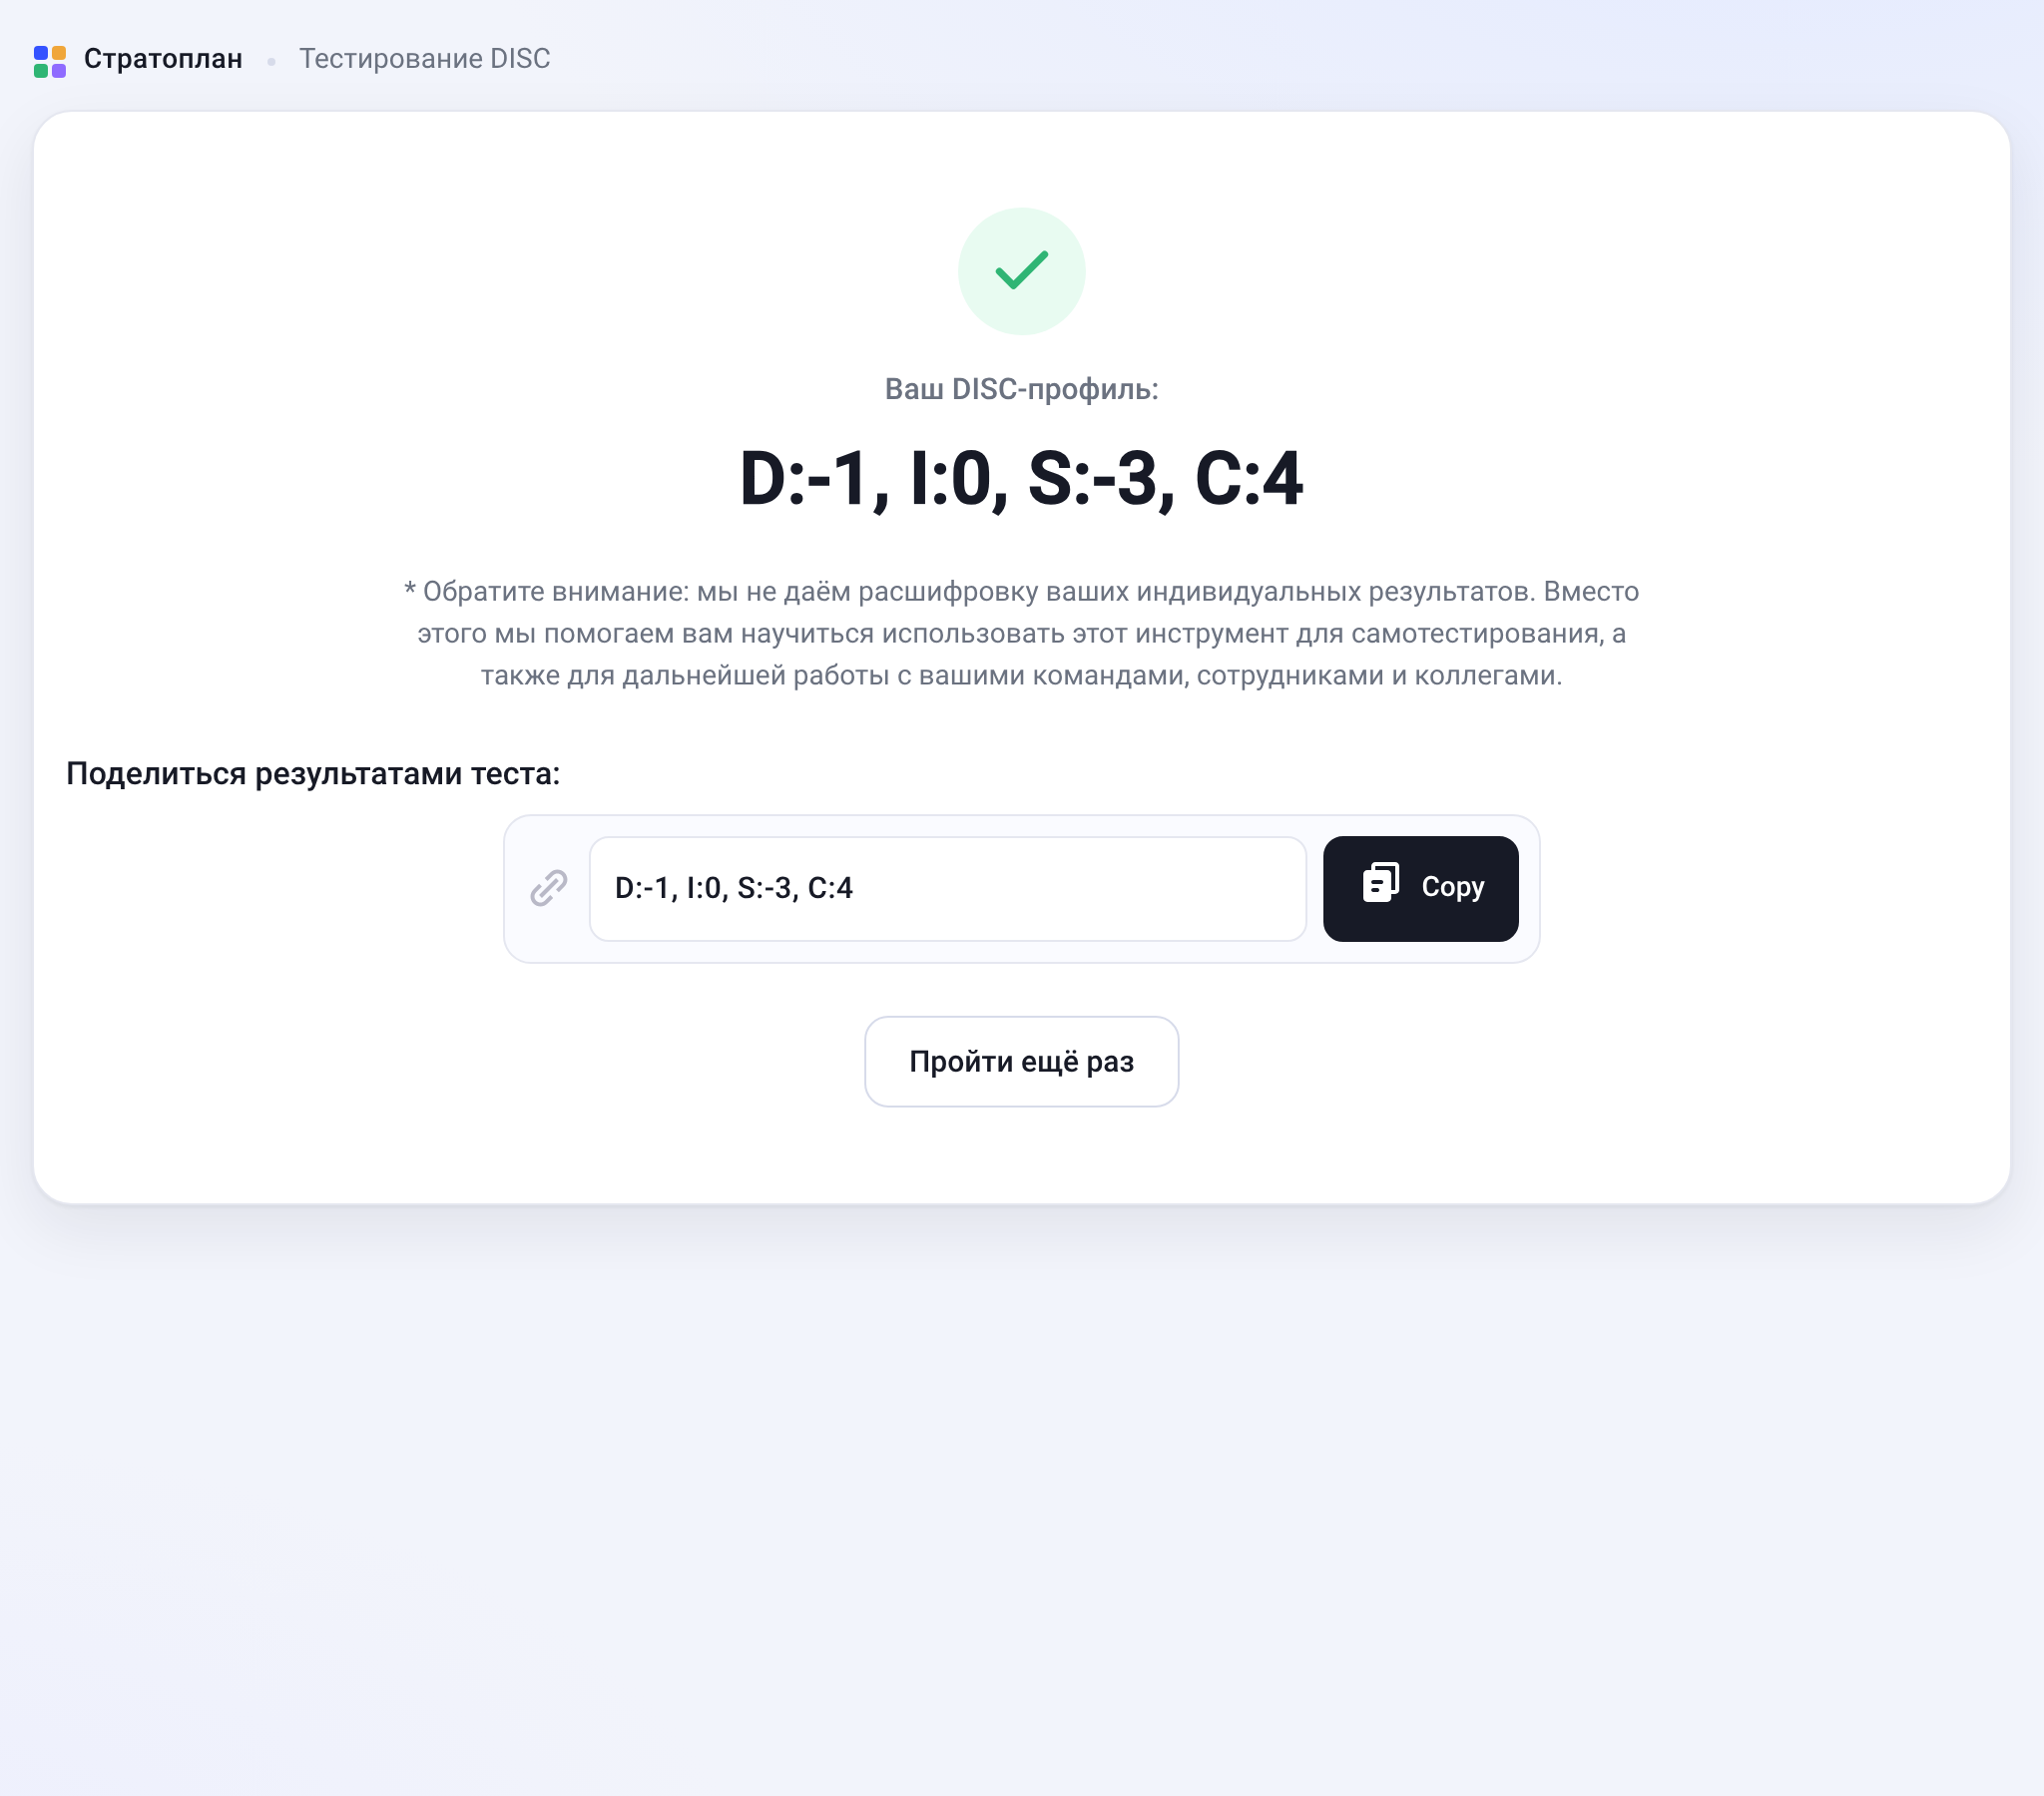 Стратоплан • Тестирование DISC
Ваш DISC-профиль:
D:-1, I:0, S:-3, C:4
* Обратите внимание: мы не даём расшифровку ваших индивидуальных результатов. Вместо
этого мы помогаем вам научиться использовать этот инструмент для самотестирования, а
также для дальнейшей работы с вашими командами, сотрудниками и коллегами.
Поделиться результатами теста:
D:-1, I:0, S:-3, C:4
Copy
Пройти ещё раз